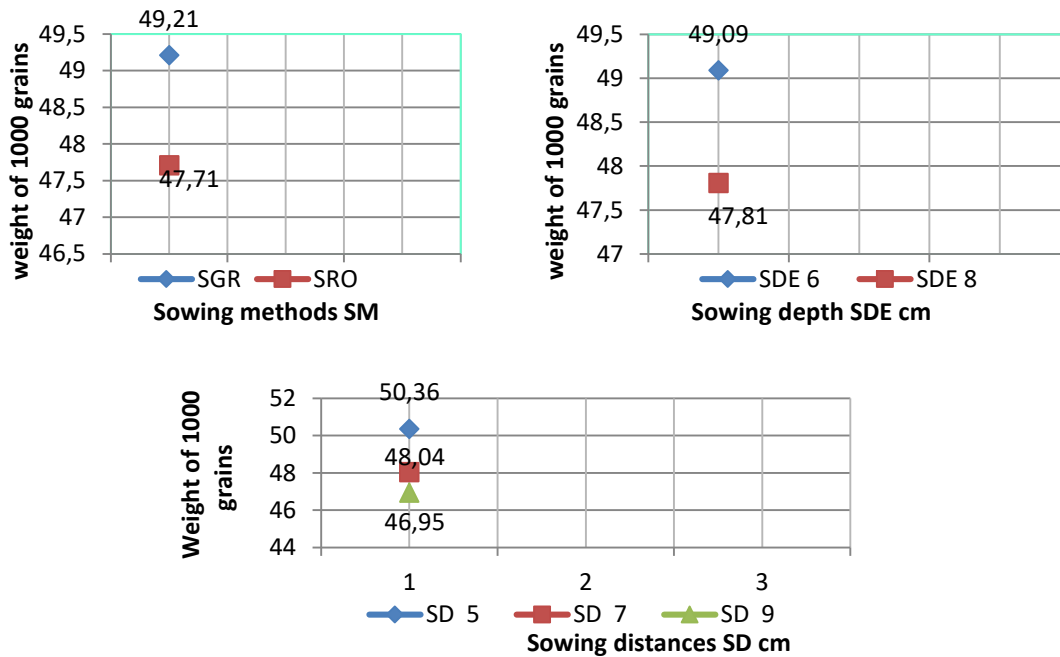 49,21
49,5
49
48,5
48
47,5
47
46,5
47,71
weight of 1000 grains
SGR SRO
Sowing methods SM
49,09
49,5
49
48,5
48
47,5
47
47,81
weight of 1000 grains
SDE 6 SDE 8
Sowing depth SDE cm
50,36
52
50
48
46
44
48,04
46,95
Weight of 1000
grains
1 2 3
SD 5 SD 7 SD 9
Sowing distances SD cm